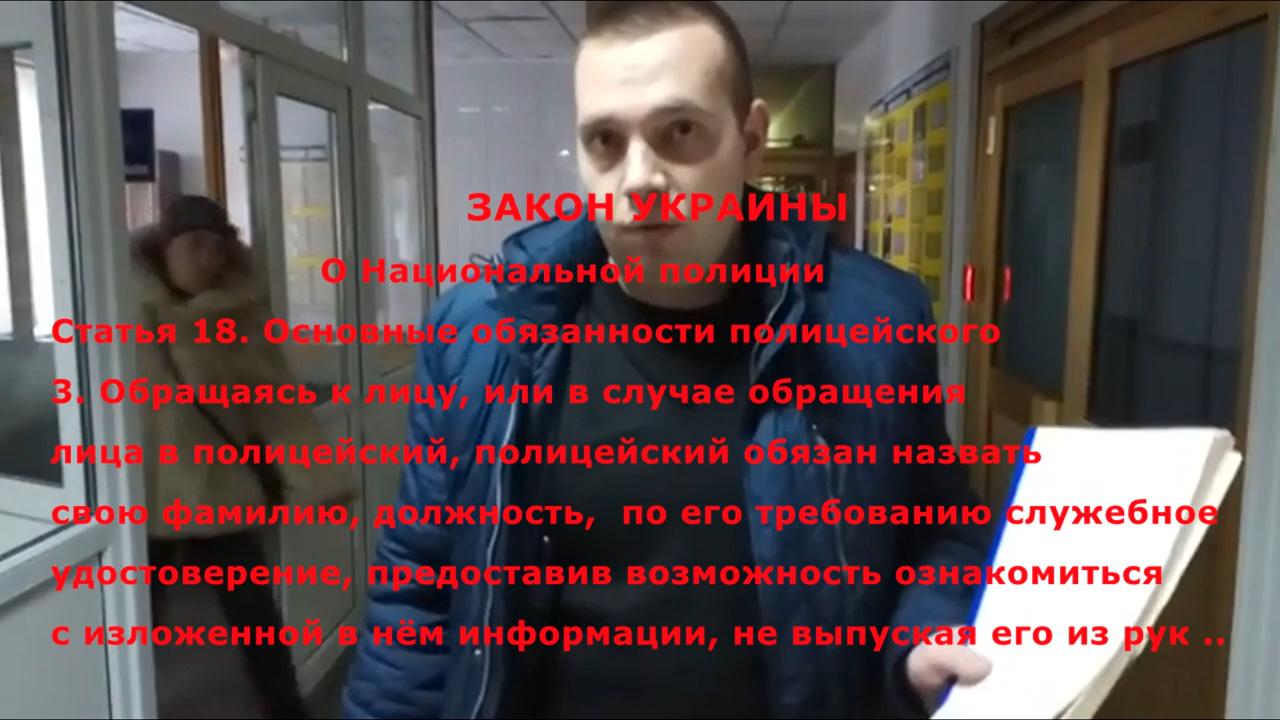 ЗАКОН УКРАИНЫ
О Национальной полиции
Статья 18. Основные обязанности полицейского
3. Обращаясь к лицу, или в случае обращения
лица в полицейский, полицейский обязан назвать
свою фамилию, должность, по его требованию служебное
удостоверение, предоставив возможность ознакомиться
с изложенной в нём информации, не выпуская его из рук ..